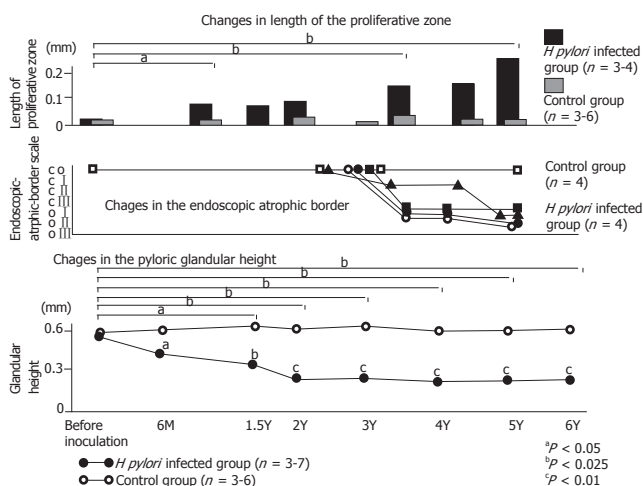 Changes in length of the proliferative zone
(mm)
b
b
a
0.2
0.1
0
Length of
proliferative zone
H pylori infected
group (n = 3-4)
Control group
(n = 3-6)
Endoscopic-
atrphic-border scale
C O
C I
C II
C III
O I
O II
O III
Chages in the endoscopic atrophic border
Control group
(n = 4)
H pylori infected
group (n = 4)
Chages in the pyloric glandular height
(mm)
b
b
b
b
b
a
0.6
0.3
0
Glandular
height
a
b
c
c
c
c
c
Before
inoculation
6M
1.5Y
2Y
3Y
4Y
5Y
6Y
H pylori infected group (n = 3-7)
Control group (n = 3-6)
aP < 0.05
bP < 0.025
cP < 0.01